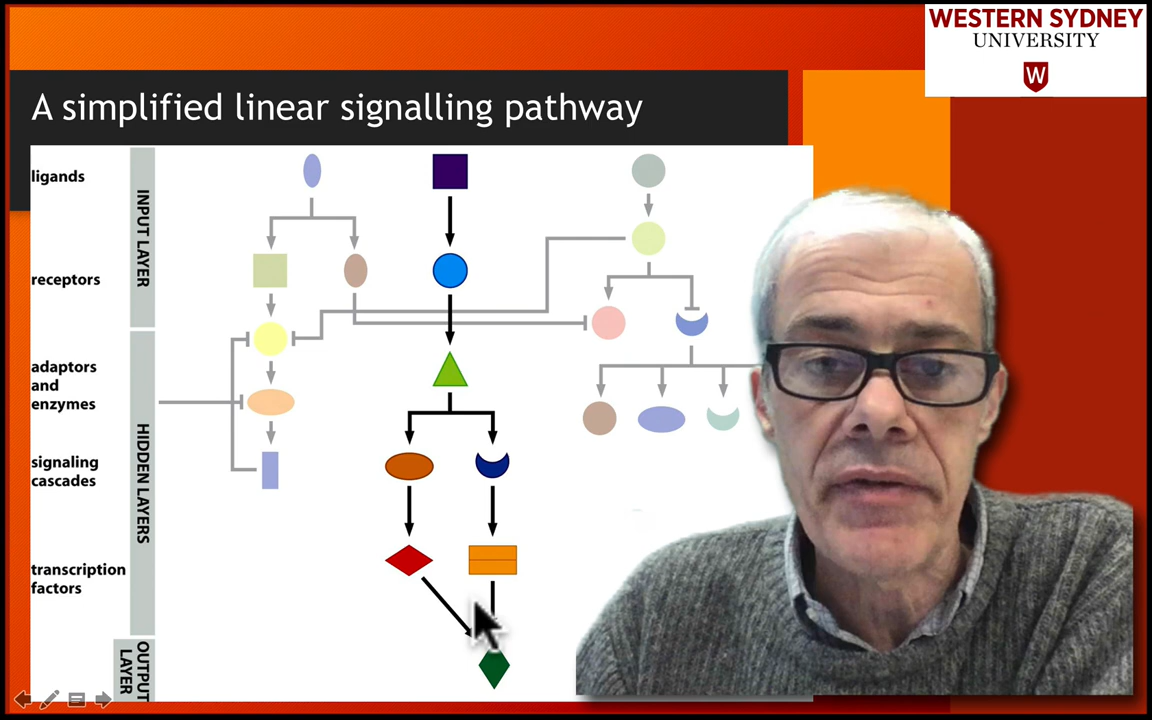 WESTERN SYDNEY
UNIVERSITY
W
A simplified linear signalling pathway
ligands
INPUT LAYER
receptors
adaptors
and
enzymes
HIDDEN LAYERS
signaling
cascades
transcription
factors
OUTPUT
LAYER